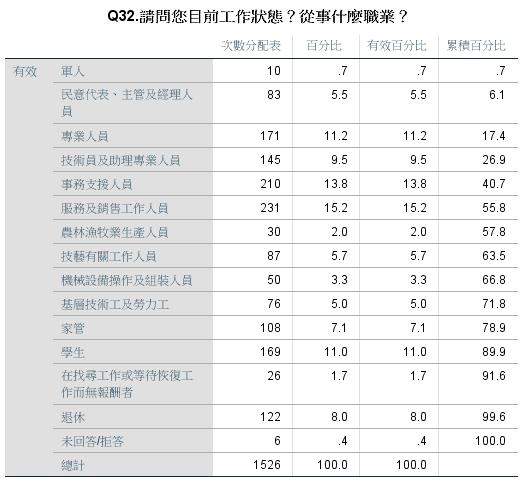 Q32.請問您目前工作狀態？從事什麼職業？
次數分配表 百分比 有效百分比 累積百分比
有效 軍人 10 .7 .7 .7
民意代表、主管及經理人
員 83 5.5 5.5 6.1
專業人員 171 11.2 11.2 17.4
技術員及助理專業人員 145 9.5 9.5 26.9
事務支援人員 210 13.8 13.8 40.7
服務及銷售工作人員 231 15.2 15.2 55.8
農林漁牧業生產人員 30 2.0 2.0 57.8
技藝有關工作人員 87 5.7 5.7 63.5
機械設備操作及組裝人員 50 3.3 3.3 66.8
基層技術工及勞力工 76 5.0 5.0 71.8
家管 108 7.1 7.1 78.9
學生 169 11.0 11.0 89.9
在找尋工作或等待恢復工
作而無報酬者 26 1.7 1.7 91.6
退休 122 8.0 8.0 99.6
未回答/拒答 6 .4 .4 100.0
總計 1526 100.0 100.0